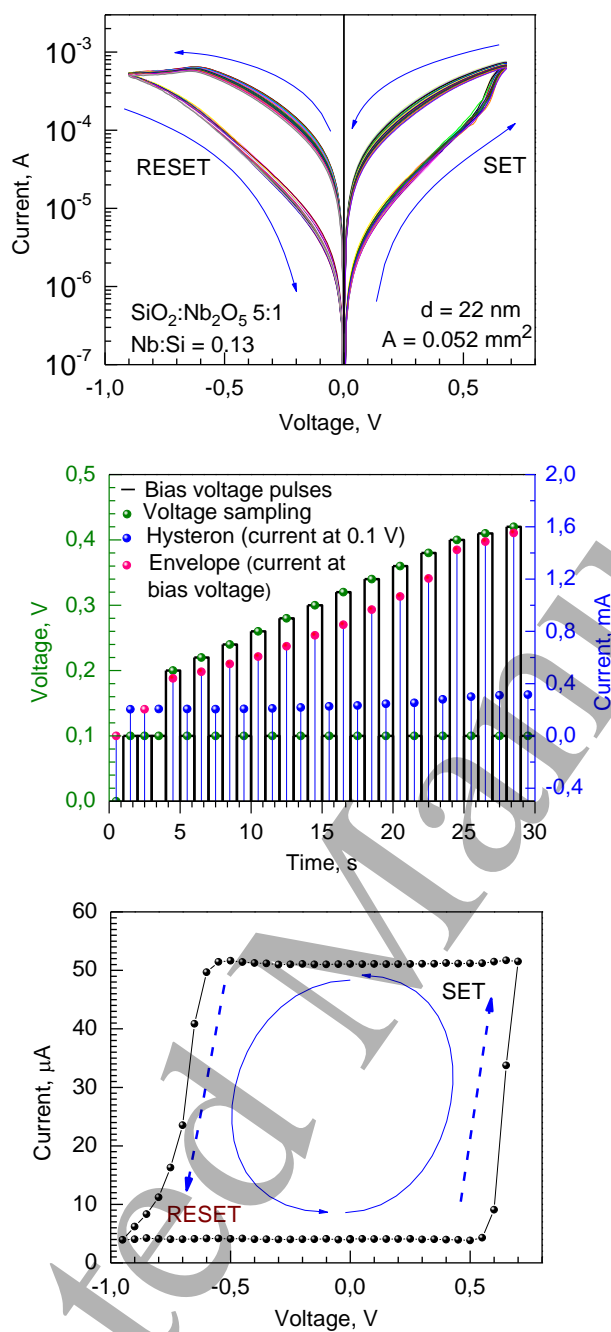 10⁻³
10⁻⁴
10⁻⁵
10⁻⁶
10⁻⁷
Current, A
RESET
SET
SiO₂:Nb₂O₅ 5:1
Nb:Si = 0.13
d = 22 nm
A = 0.052 mm²
-1,0 -0,5 0,0 0,5
Voltage, V
0,5
0,4
0,3
0,2
0,1
0,0
Voltage, V
Bias voltage pulses
Voltage sampling
Hysteron (current at 0.1 V)
Envelope (current at
bias voltage)
2,0
1,6
1,2
0,8
0,4
0,0
-0,4
Current, mA
0 5 10 15 20 25 30
Time, s
60
50
40
30
20
10
0
Current, μA
SET
RESET
-1,0 -0,5 0,0 0,5
Voltage, V
ted Man